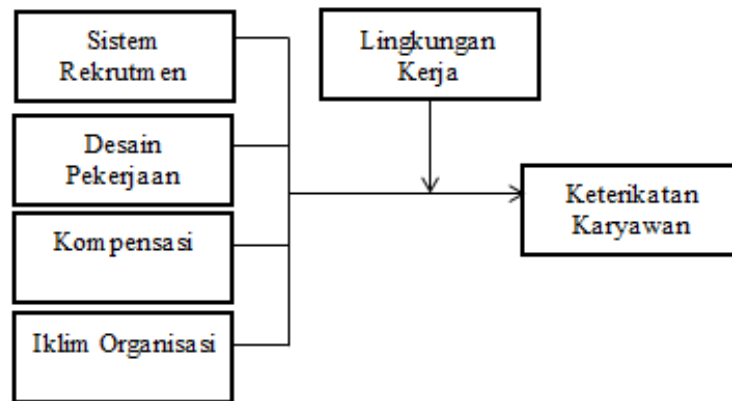 Sistem
Rekrutmen
Lingkungan
Kerja
Desain
Pekerjaan
Keterikatan
Karyawan
Kompensasi
Iklim Organisasi